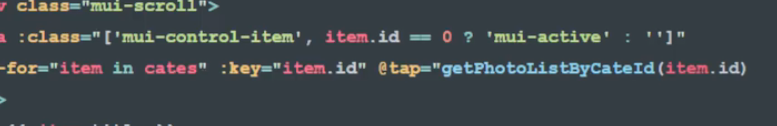 v class="mui-scroll">
a :class="['mui-control-item', item.id == 0 ? 'mui-active' : '']"
-for="item in cates" :key="item.id" @tap="getPhotoListByCateId(item.id)
>